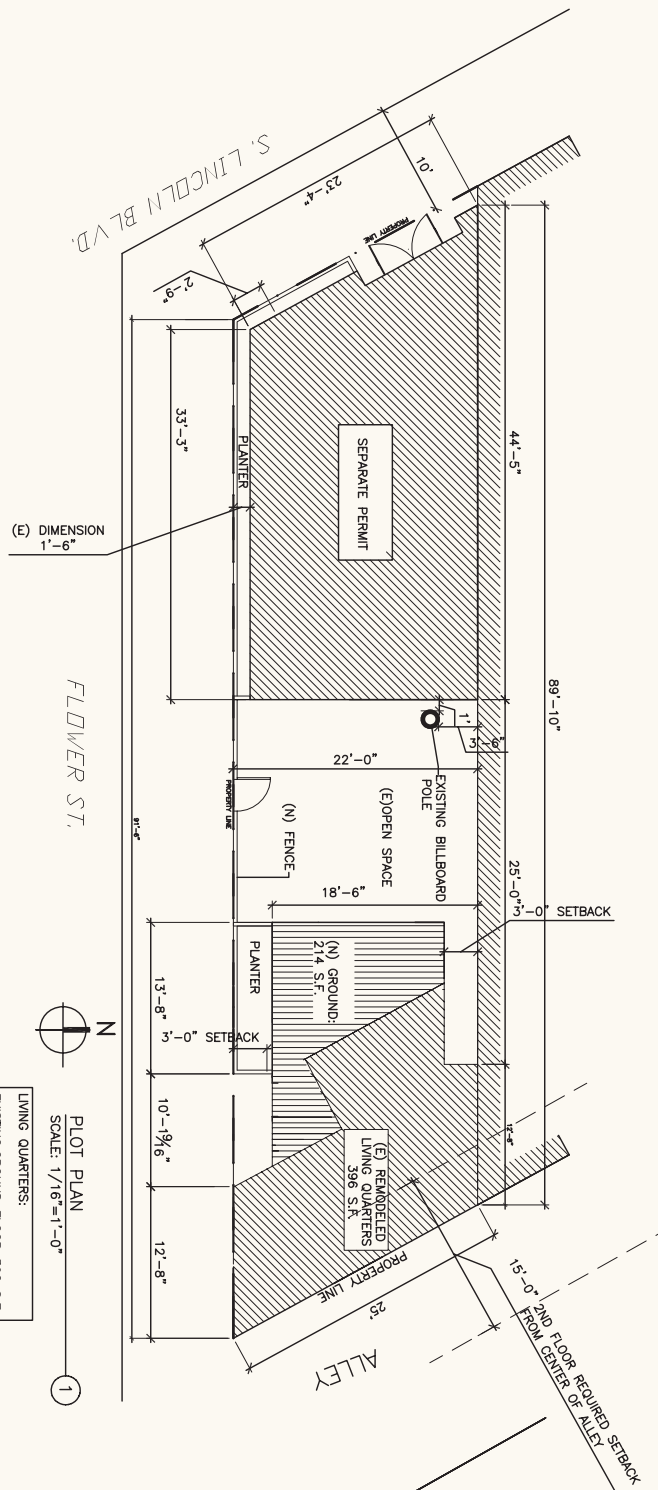 S. LINCOLN BLVD.
10'
23'-4"
PROPERTY LINE
2'-9"
33'-3"
PLANTER
SEPARATE PERMIT
44'-5"
89'-10"
(E) DIMENSION
1'-6"
FLOWER ST.
1'
3'-6"
22'-0"
EXISTING BILLBOARD
POLE
(E)OPEN SPACE
(N) FENCE
PROPERTY LINE
91'-6"
18'-6"
25'-0"
3'-0" SETBACK
(N) GROUND:
214 S.F.
PLANTER
13'-8"
3'-0" SETBACK
10'-1 9/16"
12'-8"
12'-8"
(E) REMODELED
LIVING QUARTERS
396 S.F.
PROPERTY LINE
25'
ALLEY
15'-0" 2ND FLOOR REQUIRED SETBACK
FROM CENTER OF ALLEY
N
PLOT PLAN
SCALE: 1/16"=1'-0"
1
LIVING QUARTERS: